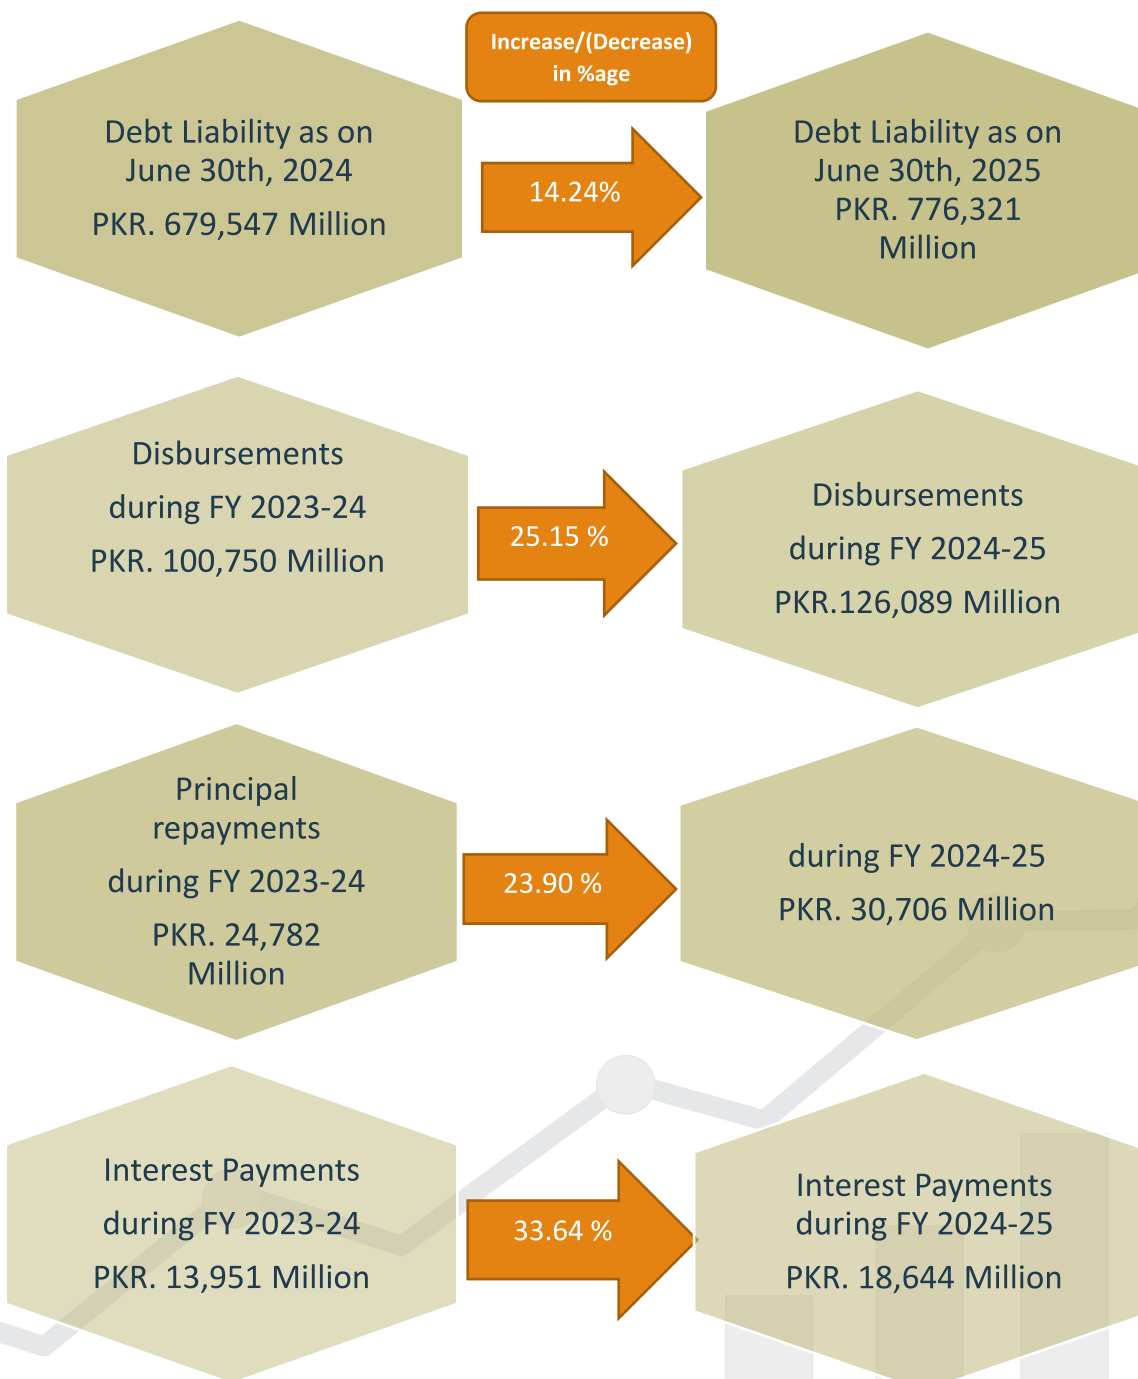 Increase/(Decrease)
in %age
Debt Liability as on
June 30th, 2024
PKR. 679,547 Million
14.24%
Debt Liability as on
June 30th, 2025
PKR. 776,321
Million
Disbursements
during FY 2023-24
PKR. 100,750 Million
25.15 %
Disbursements
during FY 2024-25
PKR.126,089 Million
Principal
repayments
during FY 2023-24
PKR. 24,782
Million
23.90 %
during FY 2024-25
PKR. 30,706 Million
Interest Payments
during FY 2023-24
PKR. 13,951 Million
33.64 %
Interest Payments
during FY 2024-25
PKR. 18,644 Million